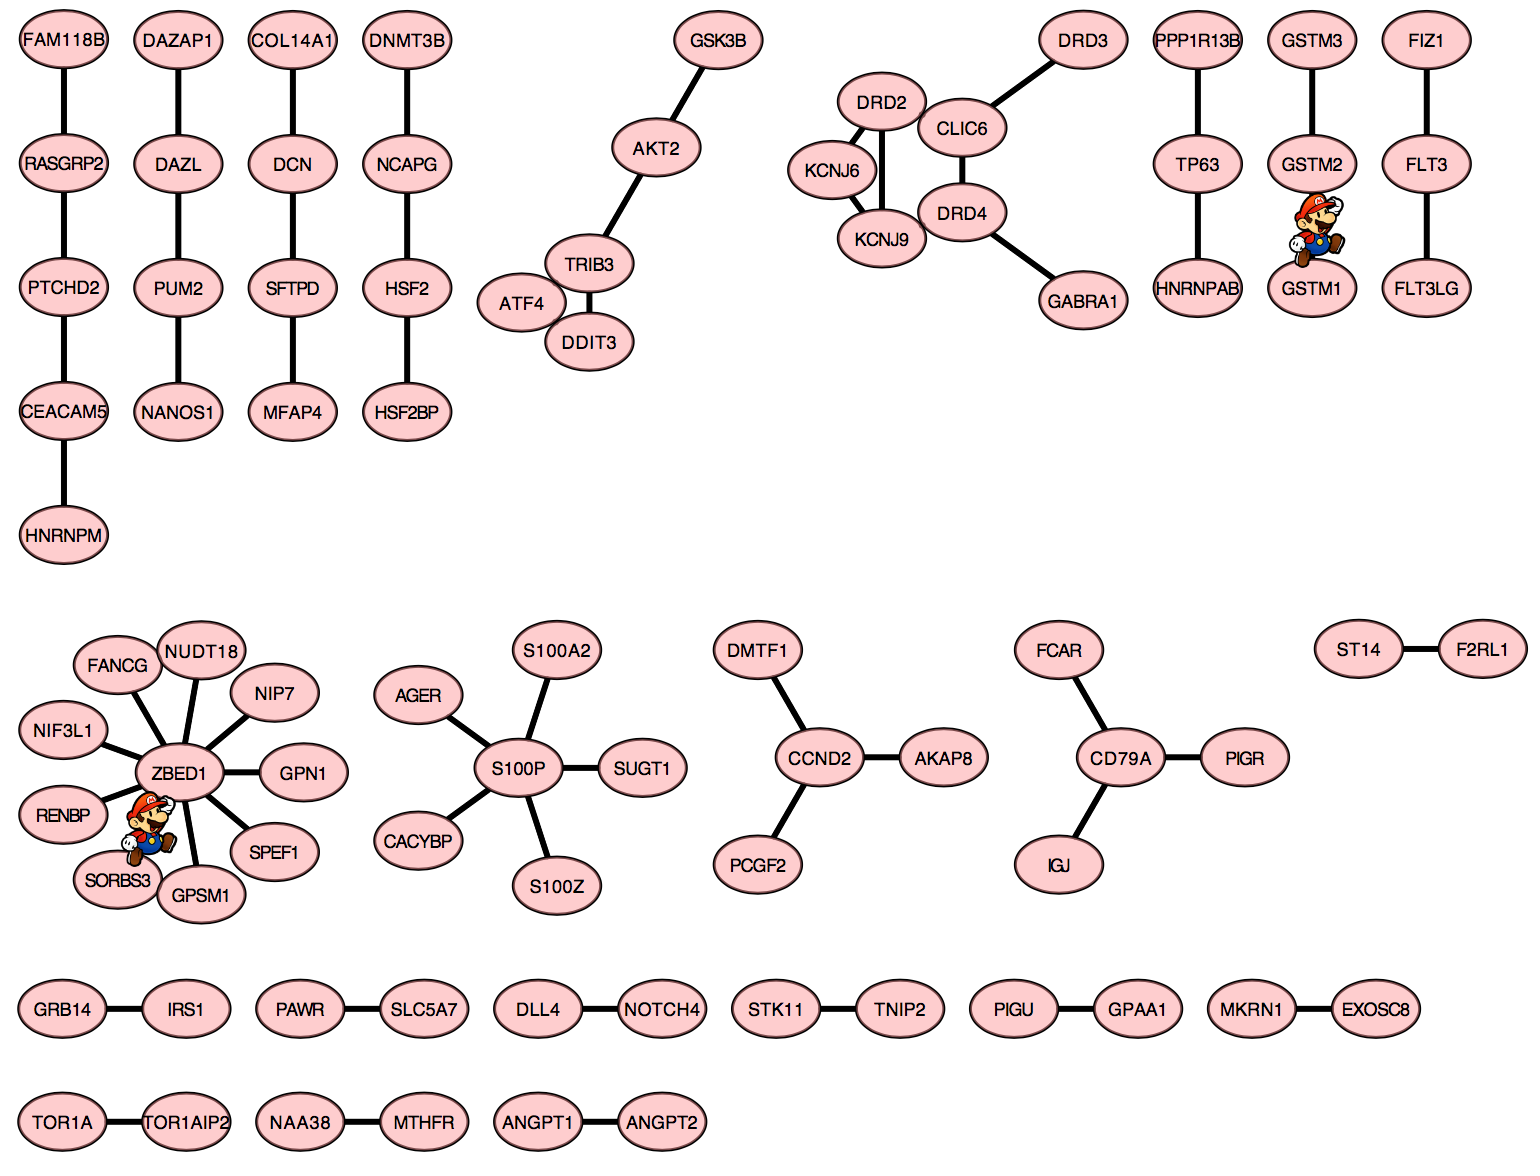 FAM118B
RASGRP2
PTCHD2
CEACAM5
HNRNPM
DAZAP1
DAZL
PUM2
NANOS1
COL14A1
DCN
SFTPD
MFAP4
DNMT3B
NCAPG
HSF2
HSF2BP
GSK3B
AKT2
TRIB3
ATF4
DDIT3
DRD3
DRD2
CLIC6
KCNJ6
DRD4
KCNJ9
GABRA1
PPP1R13B
TP63
HNRNPAB
GSTM3
GSTM2
M
GSTM1
FIZ1
FLT3
FLT3LG
NUDT18
FANCG
NIP7
NIF3L1
ZBED1
GPN1
RENBP
M
SPEF1
SORBS3
GPSM1
S100A2
AGER
S100P
SUGT1
CACYBP
S100Z
DMTF1
CCND2
AKAP8
PCGF2
FCAR
CD79A
PIGR
IGJ
ST14
F2RL1
GRB14
IRS1
PAWR
SLC5A7
DLL4
NOTCH4
STK11
TNIP2
PIGU
GPAA1
MKRN1
EXOSC8
TOR1A
TOR1AIP2
NAA38
MTHFR
ANGPT1
ANGPT2